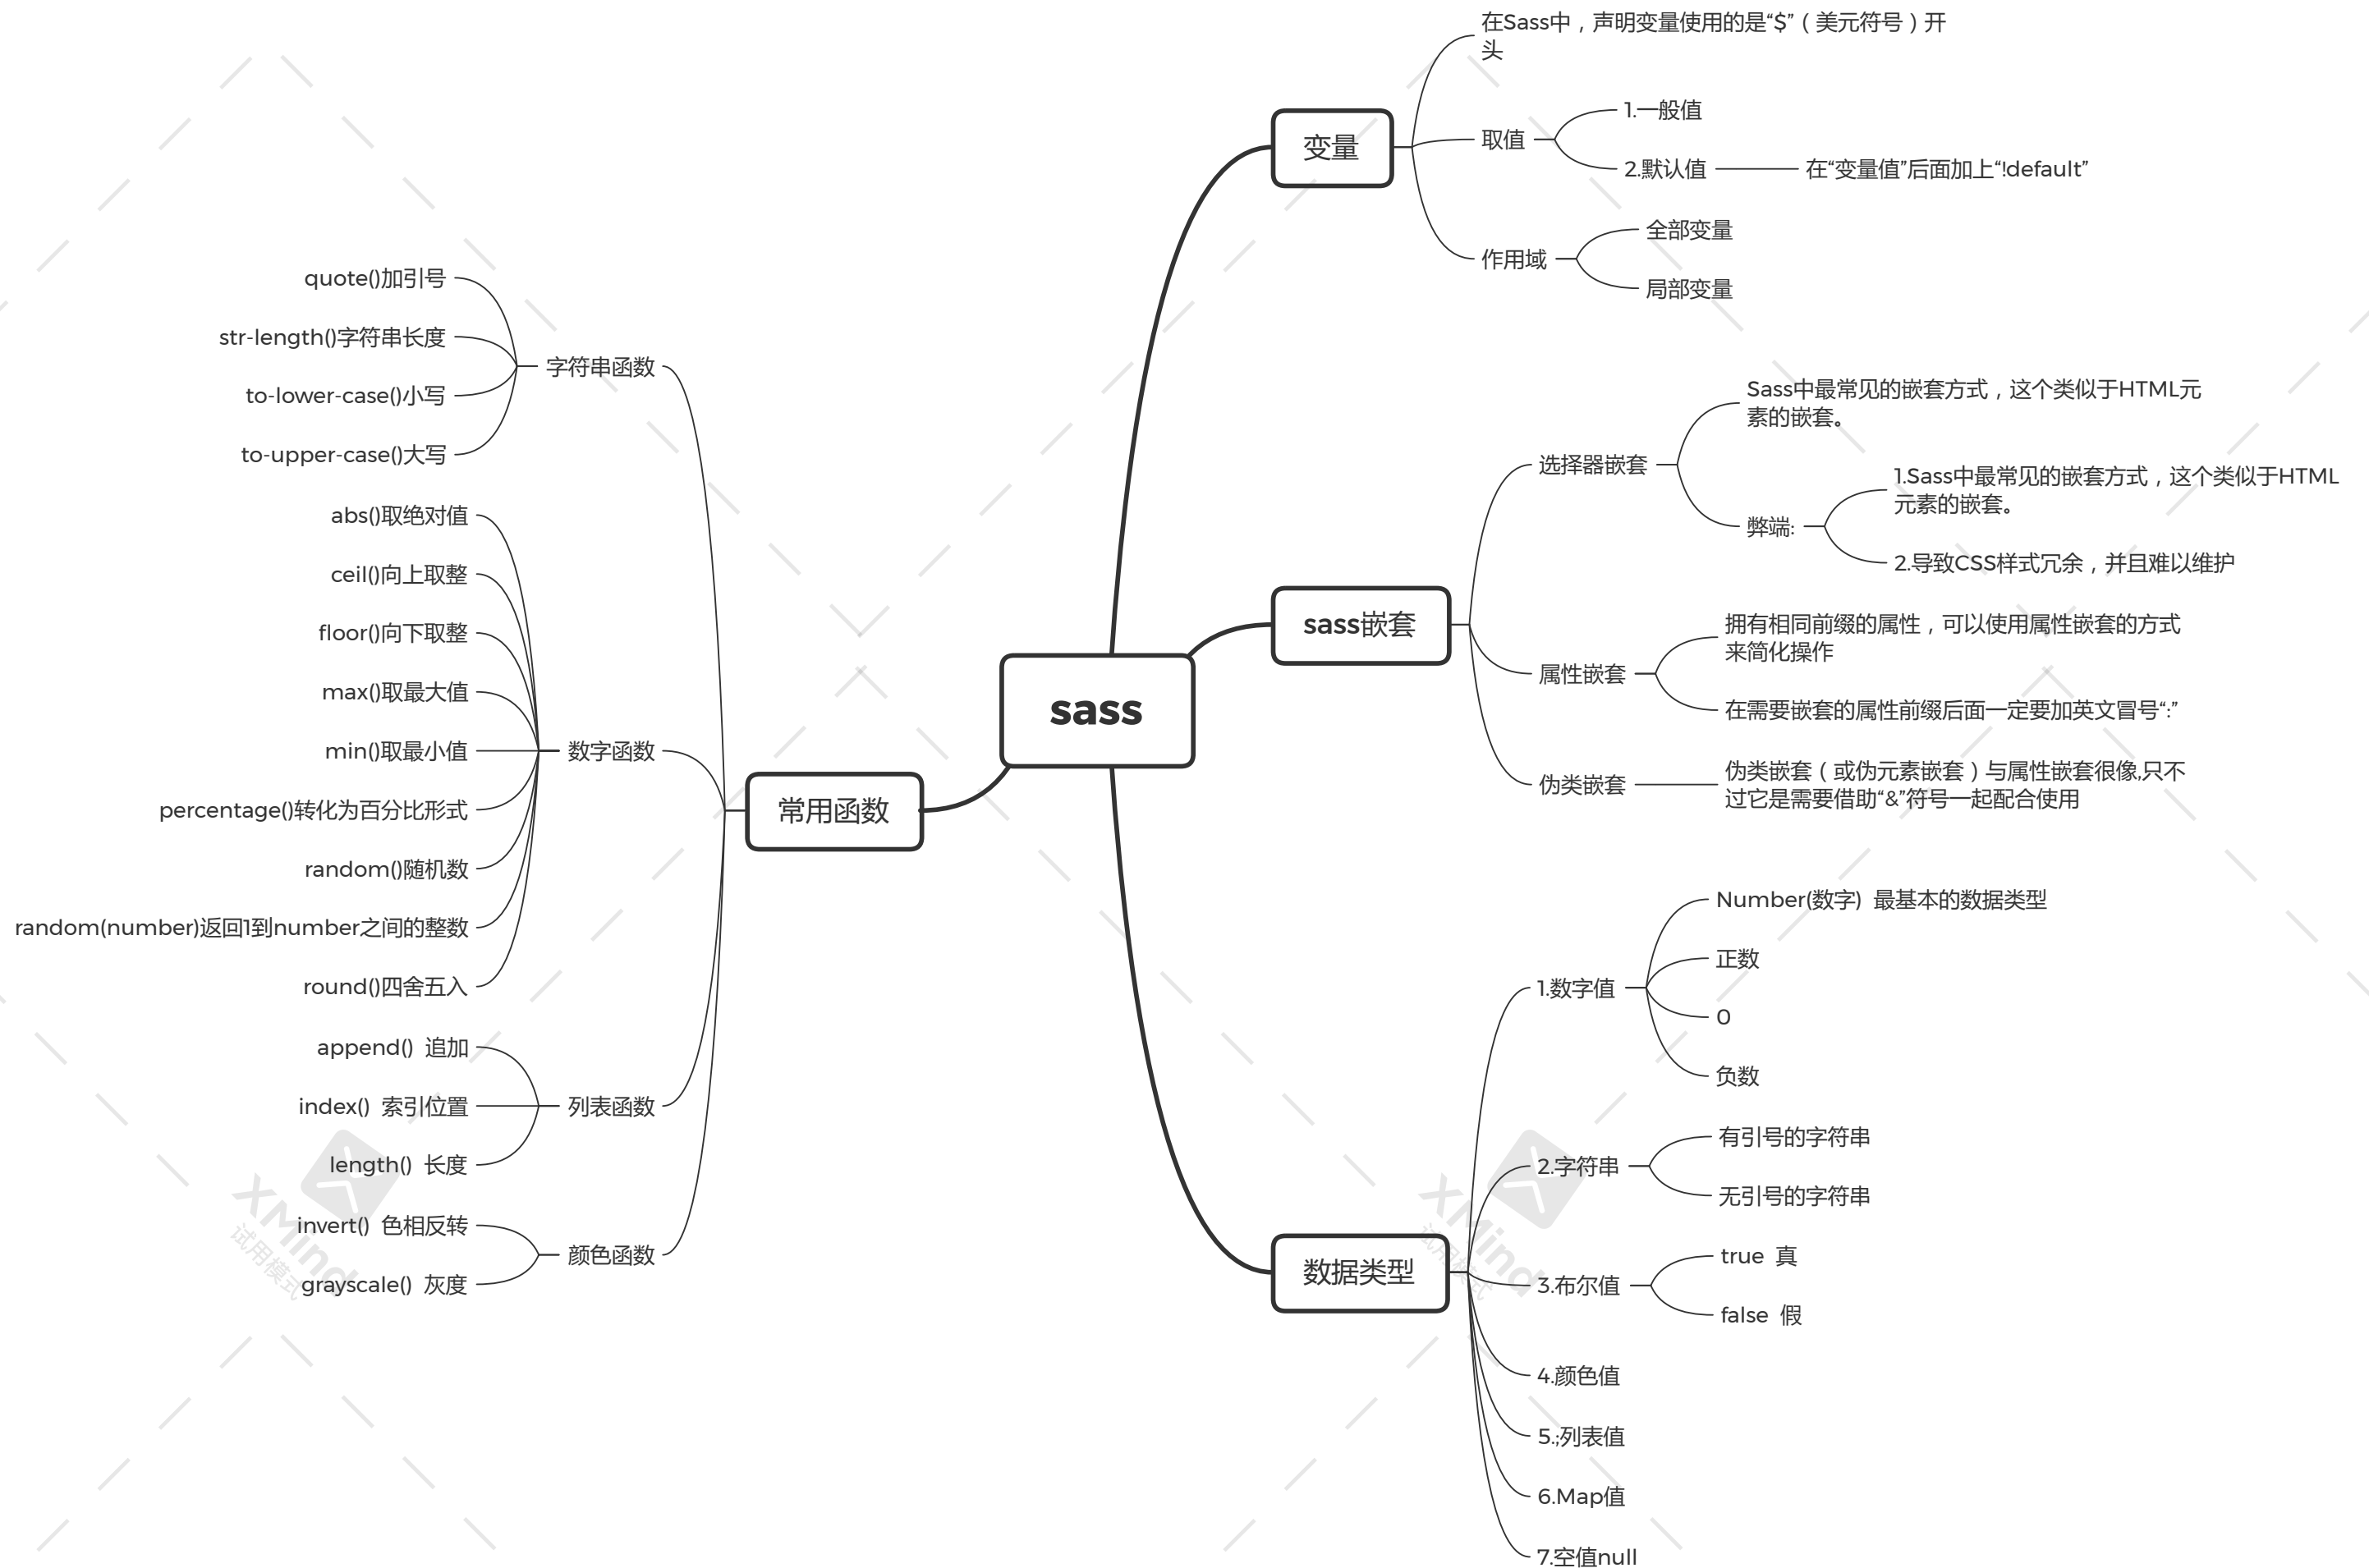 sass
变量
在Sass中，声明变量使用的是“$”（美元符号）开
头
取值
1.一般值
2.默认值
在“变量值”后面加上“!default”
作用域
全部变量
局部变量
sass嵌套
选择器嵌套
Sass中最常见的嵌套方式，这个类似于HTML元
素的嵌套。
弊端:
1.Sass中最常见的嵌套方式，这个类似于HTML
元素的嵌套。
2.导致CSS样式冗余，并且难以维护
属性嵌套
拥有相同前缀的属性，可以使用属性嵌套的方式
来简化操作
在需要嵌套的属性前缀后面一定要加英文冒号“:”
伪类嵌套
伪类嵌套（或伪元素嵌套）与属性嵌套很像,只不
过它是需要借助“&”符号一起配合使用
数据类型
1.数字值
Number(数字)  最基本的数据类型
正数
0
负数
2.字符串
有引号的字符串
无引号的字符串
3.布尔值
true  真
false  假
4.颜色值
5.;列表值
6.Map值
7.空值null
常用函数
字符串函数
quote()加引号
str-length()字符串长度
to-lower-case()小写
to-upper-case()大写
数字函数
abs()取绝对值
ceil()向上取整
floor()向下取整
max()取最大值
min()取最小值
percentage()转化为百分比形式
random()随机数
random(number)返回1到number之间的整数
round()四舍五入
列表函数
append()  追加
index()  索引位置
length()  长度
颜色函数
invert()  色相反转
grayscale()  灰度
XMind
试用模式
XMind
试用模式